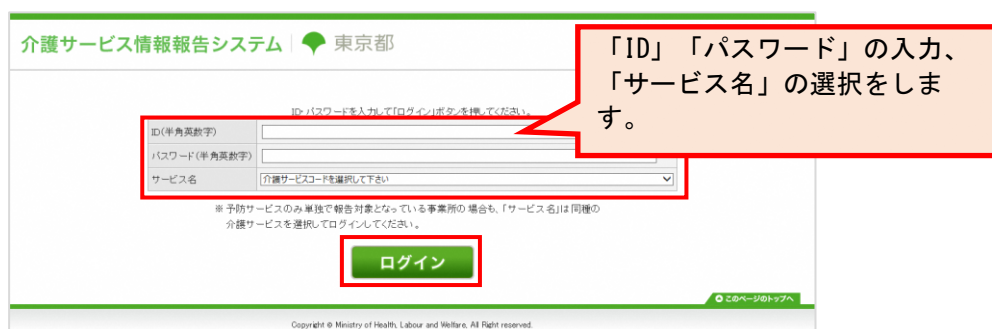 介護サービス情報報告システム 東京都
「ID」「パスワード」の入力、
「サービス名」の選択をしま
す。
ID・パスワードを入力して「ログイン」ボタンを押してください。
ID(半角英数字)
パスワード(半角英数字)
サービス名 介護サービスコードを選択して下さい
※ 予防サービスのみ単独で報告対象となっている事業所の場合も、「サービス名」は同種の
介護サービスを選択してログインしてください。
ログイン
このページのトップへ
Copyright © Ministry of Health, Labour and Welfare, All Right reserved.